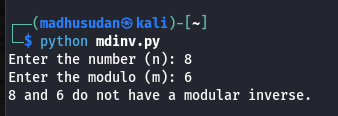 ┌──(madhusudan㉿kali)-[~]
└─$ python mdinv.py
Enter the number (n): 8
Enter the modulo (m): 6
8 and 6 do not have a modular inverse.